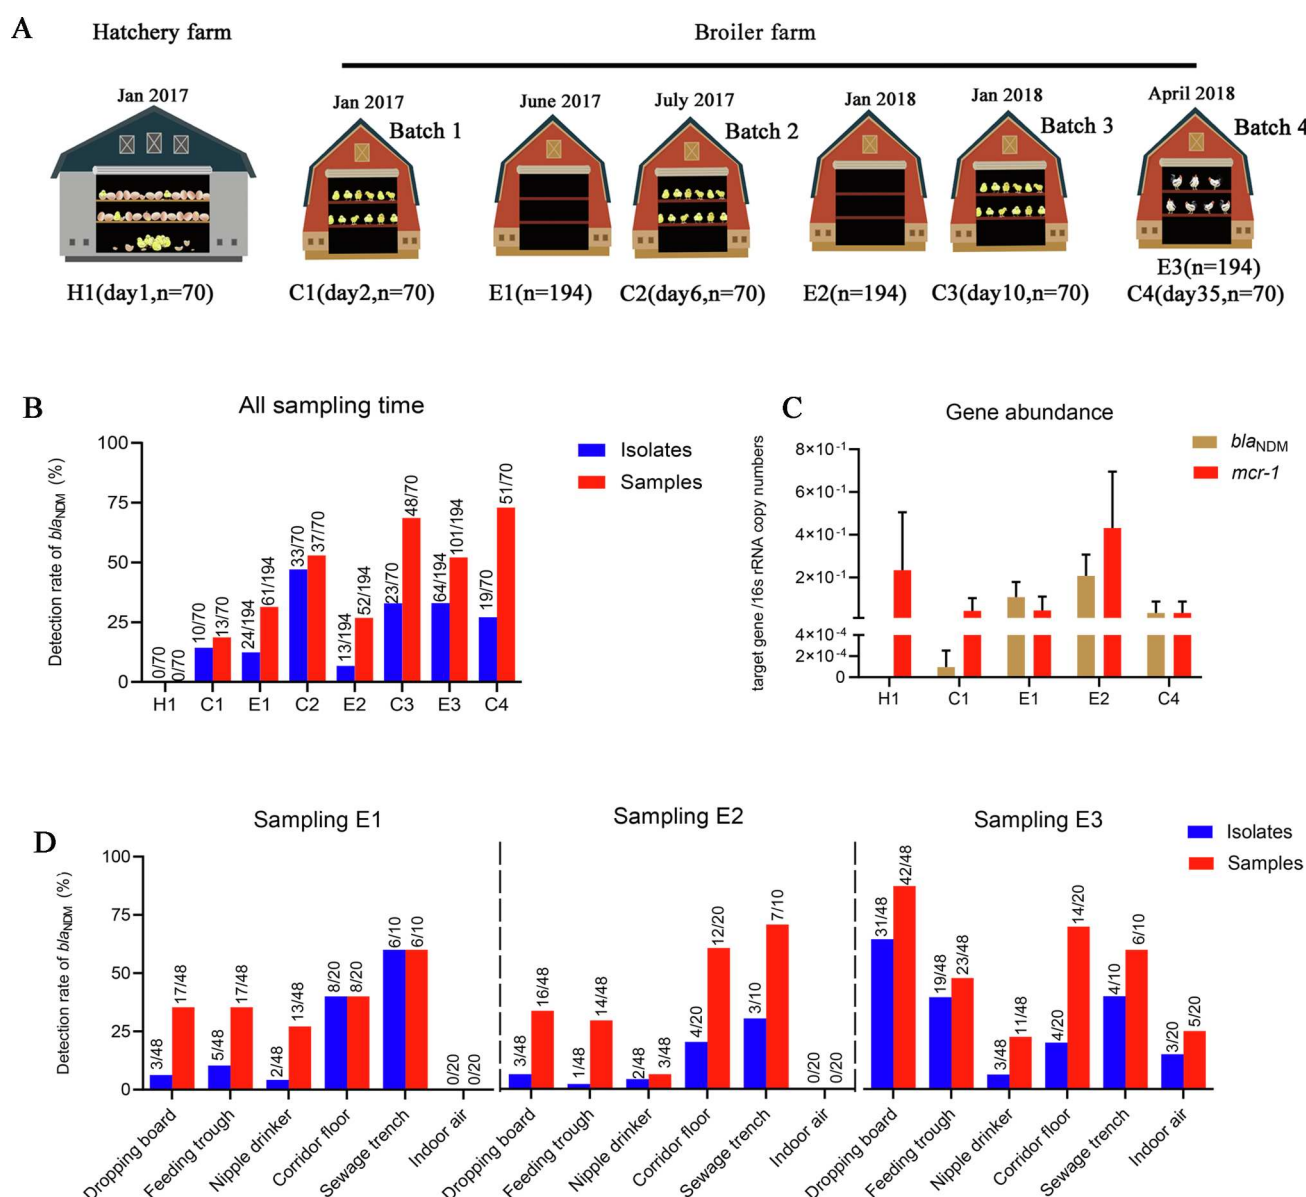 A
Hatchery farm
Broiler farm
Jan 2017
Jan 2017
Batch 1
June 2017
July 2017
Batch 2
Jan 2018
Jan 2018
Batch 3
April 2018
Batch 4
H1(day1,n=70)
C1(day2,n=70)
E1(n=194)
C2(day6,n=70)
E2(n=194)
C3(day10,n=70)
E3(n=194)
C4(day35,n=70)
B
All sampling time
Detection rate of blaNDM (%)
100
75
50
25
0
0/70
0/70
10/70
13/70
24/194
61/194
33/70
37/70
13/194
52/194
23/70
48/70
64/194
101/194
19/70
51/70
H1 C1 E1 C2 E2 C3 E3 C4
Isolates
Samples
C
Gene abundance
target gene /16s rRNA copy numbers
8×10⁻¹
6×10⁻¹
4×10⁻¹
2×10⁻¹
4×10⁻⁴
2×10⁻⁴
0
H1 C1 E1 E2 C4
blaNDM
mcr-1
D
Sampling E1
Sampling E2
Sampling E3
Isolates
Samples
Detection rate of blaNDM (%)
100
75
50
25
0
3/48
17/48
5/48
17/48
2/48
13/48
8/20
8/20
6/10
6/10
0/20
0/20
3/48
16/48
1/48
14/48
2/48
3/48
4/20
12/20
3/10
7/10
0/20
0/20
31/48
42/48
19/48
23/48
3/48
11/48
4/20
14/20
4/10
6/10
3/20
5/20
Dropping board
Feeding trough
Nipple drinker
Corridor floor
Sewage trench
Indoor air
Dropping board
Feeding trough
Nipple drinker
Corridor floor
Sewage trench
Indoor air
Dropping board
Feeding trough
Nipple drinker
Corridor floor
Sewage trench
Indoor air